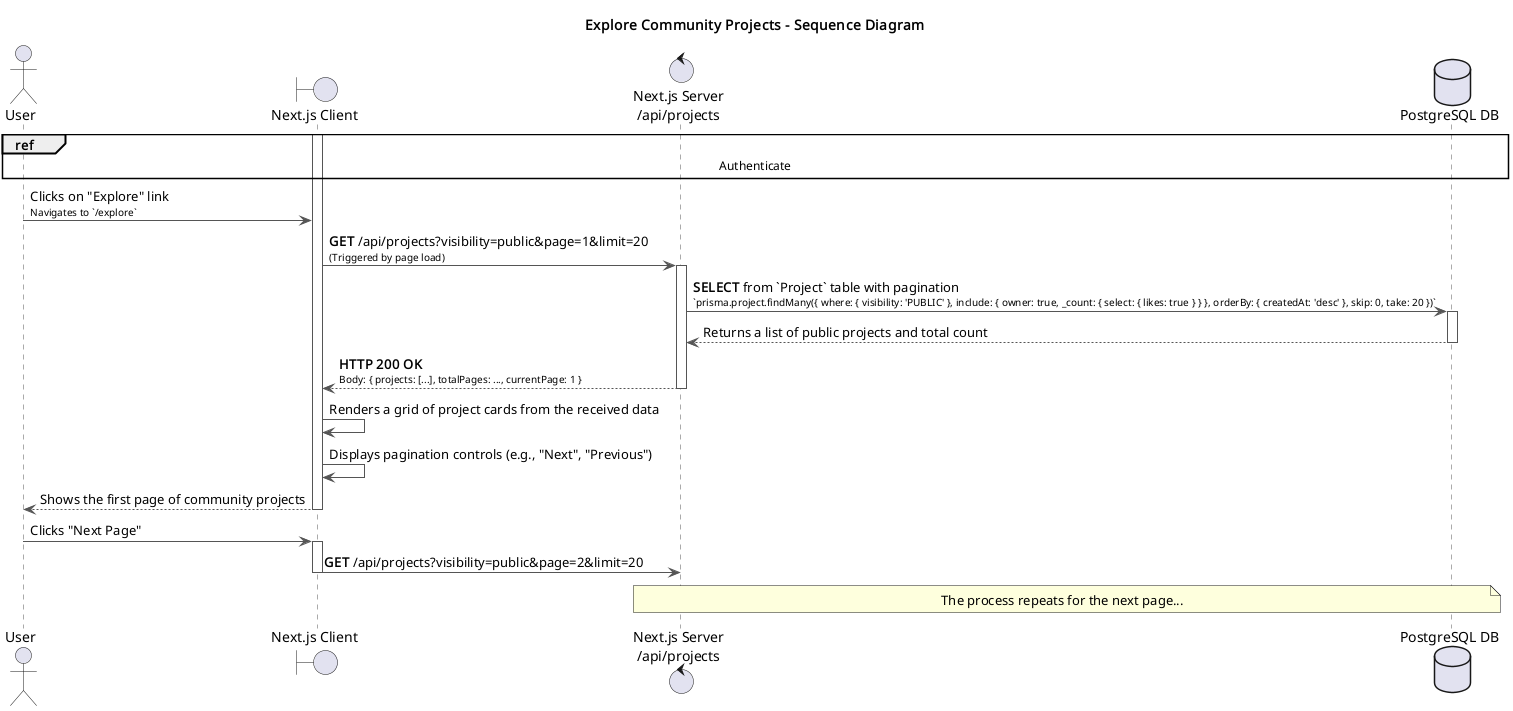 Explore Community Projects - Sequence Diagram
User
Next.js Client
Next.js Server
/api/projects
PostgreSQL DB
ref
Authenticate
Clicks on "Explore" link
Navigates to `/explore`
GET /api/projects?visibility=public&page=1&limit=20
(Triggered by page load)
SELECT from `Project` table with pagination
`prisma.project.findMany({ where: { visibility: 'PUBLIC' }, include: { owner: true, _count: { select: { likes: true } } }, orderBy: { createdAt: 'desc' }, skip: 0, take: 20 })`
Returns a list of public projects and total count
HTTP 200 OK
Body: { projects: [...], totalPages: ..., currentPage: 1 }
Renders a grid of project cards from the received data
Displays pagination controls (e.g., "Next", "Previous")
Shows the first page of community projects
Clicks "Next Page"
GET /api/projects?visibility=public&page=2&limit=20
The process repeats for the next page...
User
Next.js Client
Next.js Server
/api/projects
PostgreSQL DB